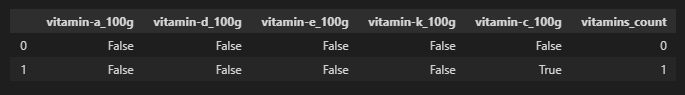 vitamin-a_100g vitamin-d_100g vitamin-e_100g vitamin-k_100g vitamin-c_100g vitamins_count
0 False False False False False 0
1 False False False False True 1